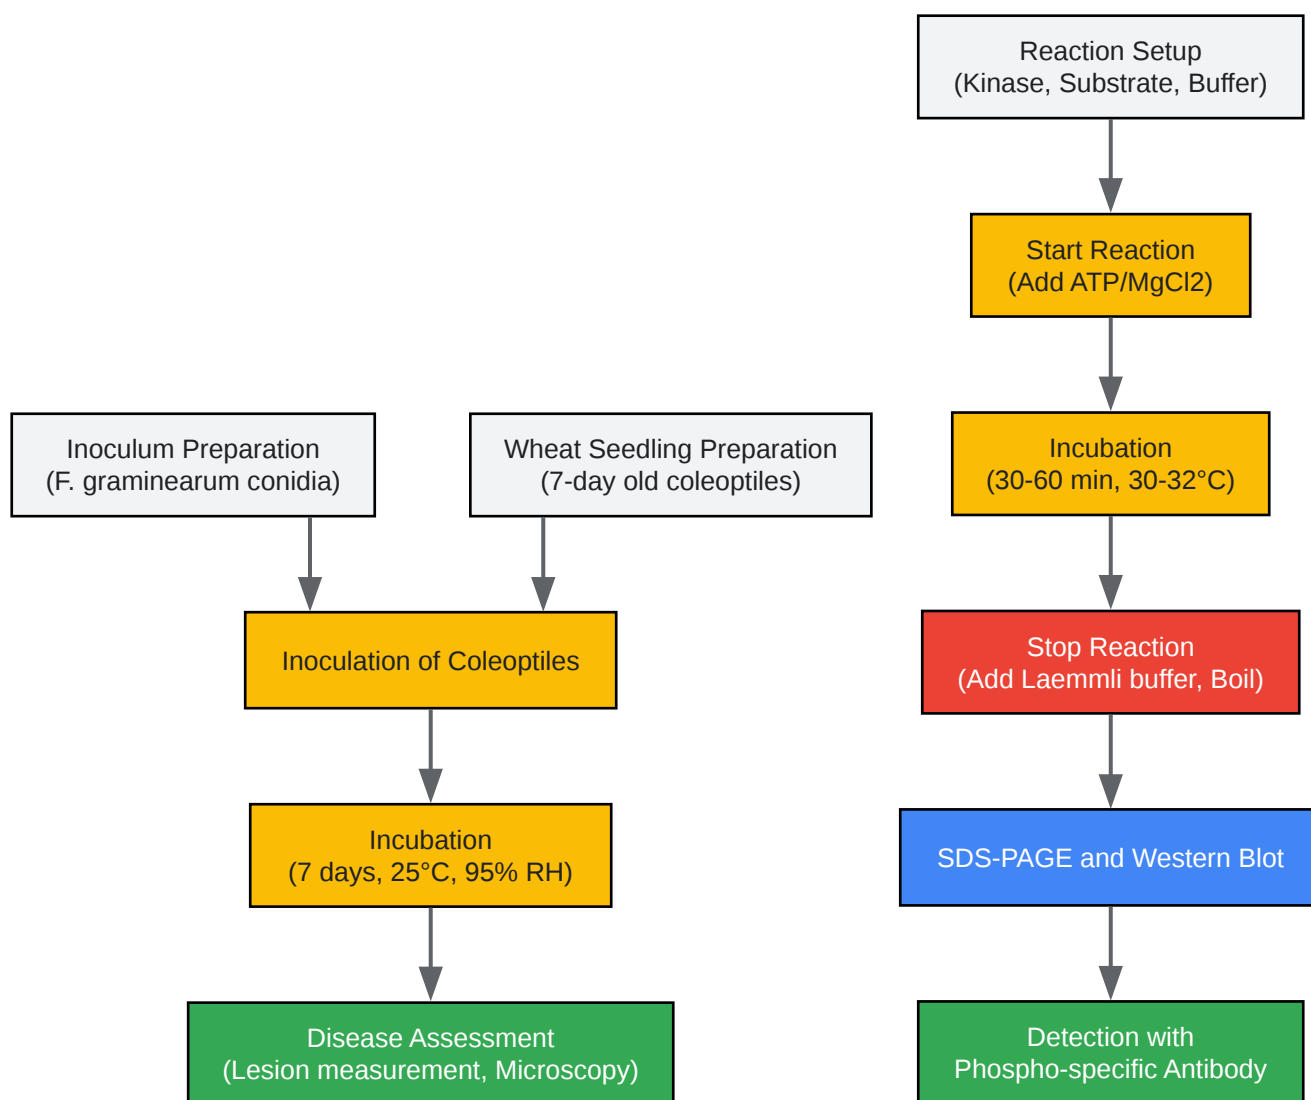 Reaction Setup
(Kinase, Substrate, Buffer)
Start Reaction
(Add ATP/MgCl2)
Incubation
(30-60 min, 30-32°C)
Stop Reaction
(Add Laemmli buffer, Boil)
SDS-PAGE and Western Blot
Detection with
Phospho-specific Antibody
Inoculum Preparation
(F. graminearum conidia)
Wheat Seedling Preparation
(7-day old coleoptiles)
Inoculation of Coleoptiles
Incubation
(7 days, 25°C, 95% RH)
Disease Assessment
(Lesion measurement, Microscopy)